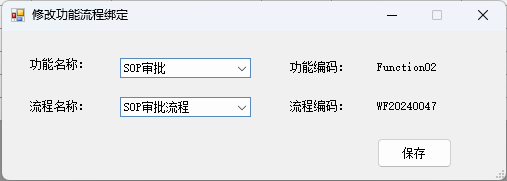 修改功能流程绑定
功能名称： SOP审批 功能编码： Function02
流程名称： SOP审批流程 流程编码： WF20240047
保存